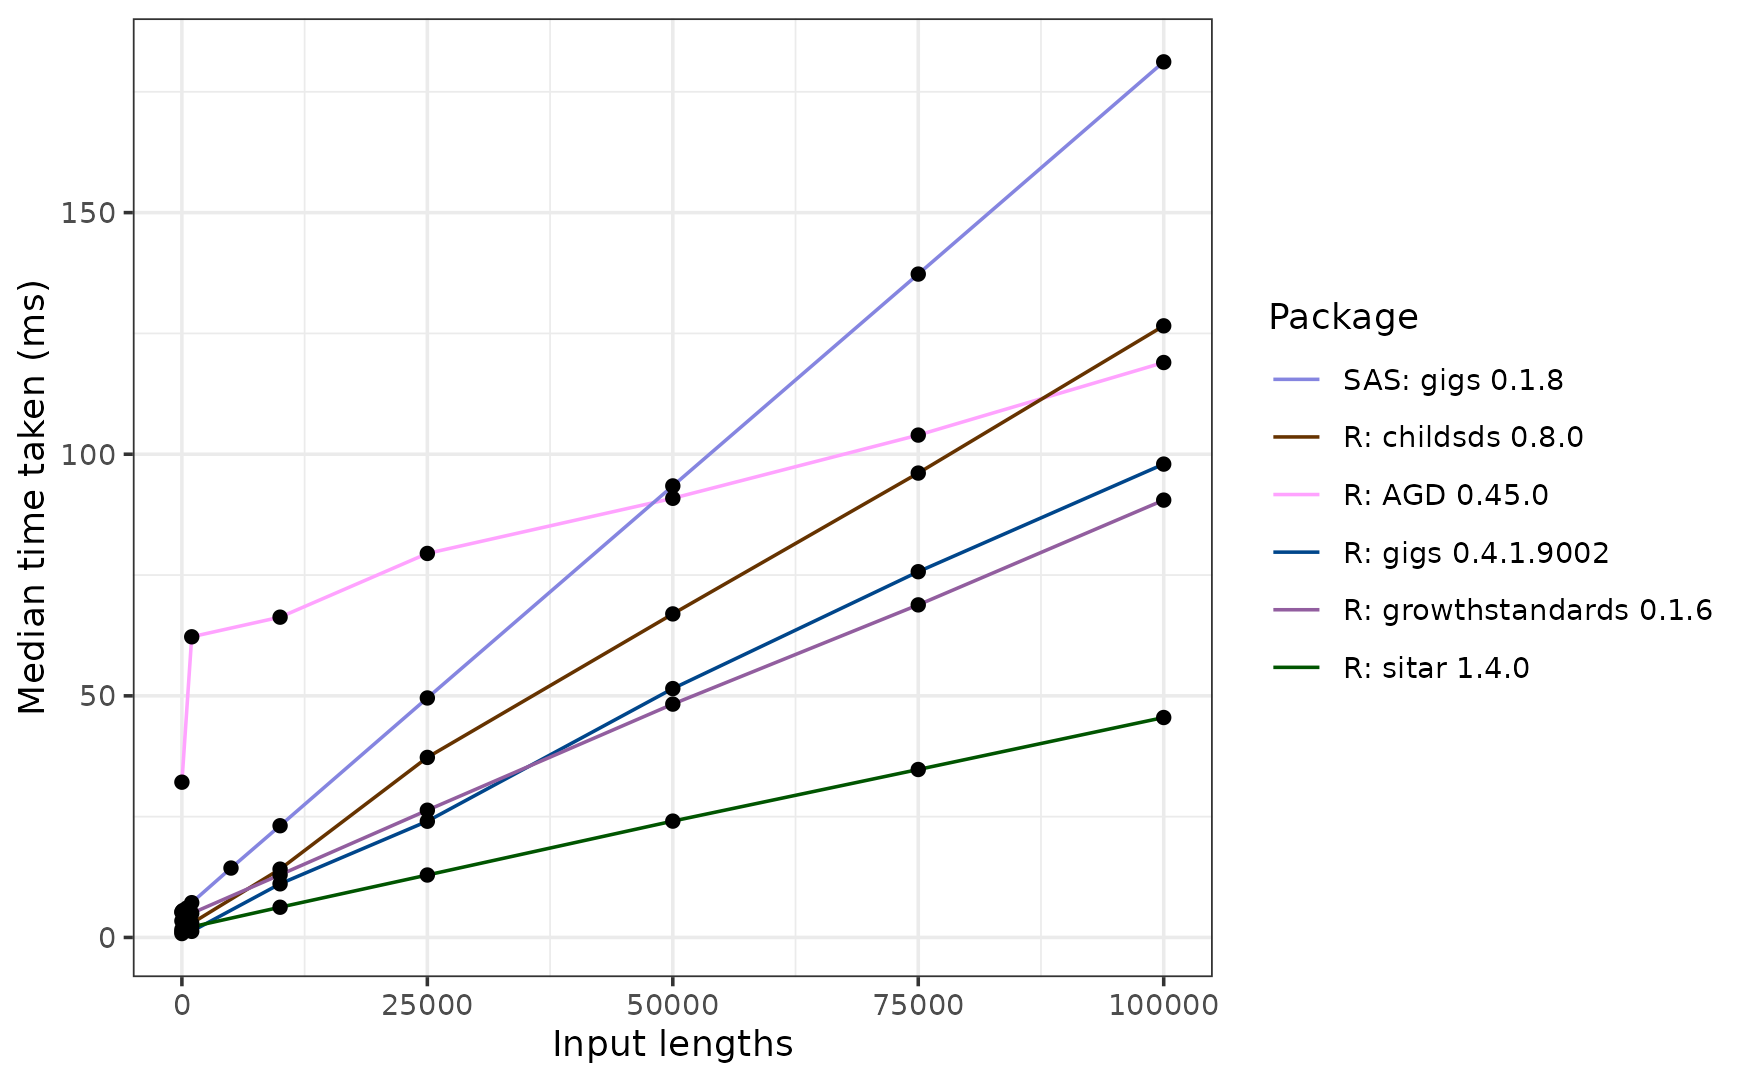 Median time taken (ms)
150
100
50
0
0 25000 50000 75000 100000
Input lengths
Package
SAS: gigs 0.1.8
R: childsds 0.8.0
R: AGD 0.45.0
R: gigs 0.4.1.9002
R: growthstandards 0.1.6
R: sitar 1.4.0